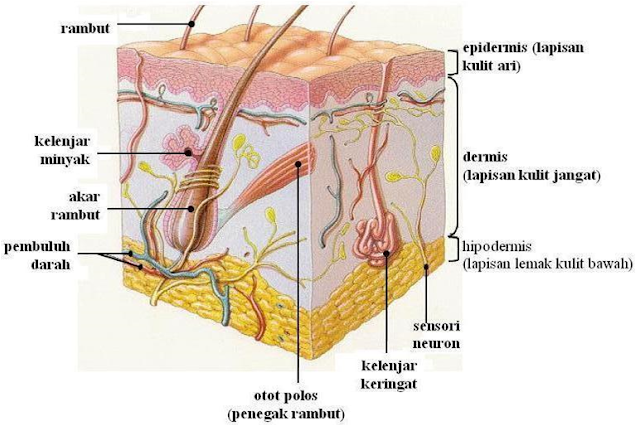 rambut
epidermis (lapisan
kulit ari)
kelenjar
minyak
dermis
(lapisan kulit jangat)
akar
rambut
pembuluh
darah
hipodermis
(lapisan lemak kulit bawah)
sensori
neuron
kelenjar
keringat
otot polos
(penegak rambut)